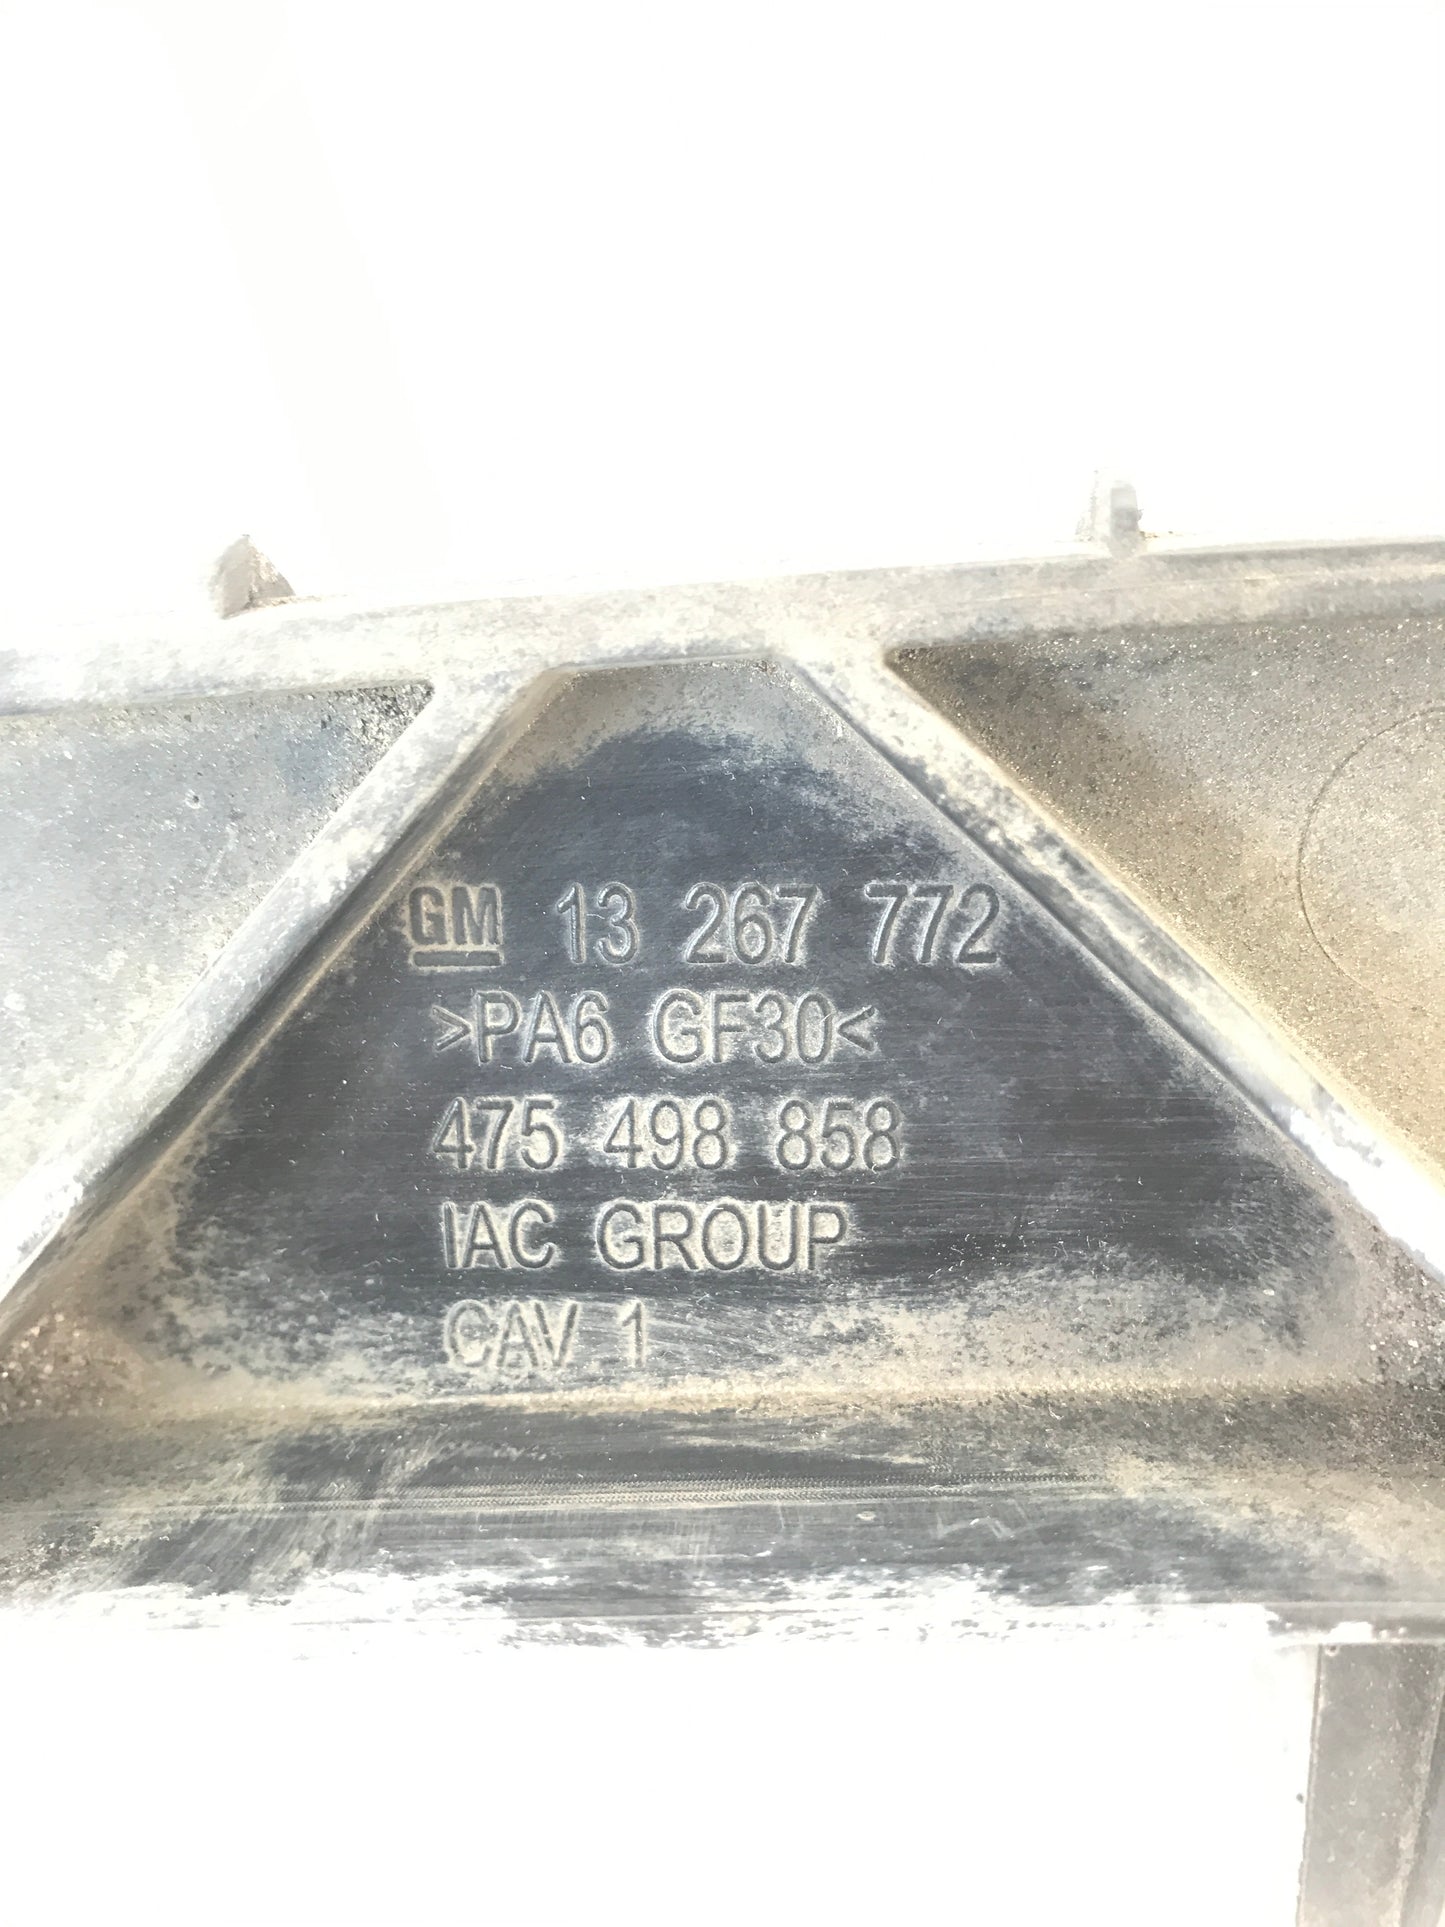 GM 13 267 772
>PA6 GF30<
475 498 858
IAC GROUP
CAV 1